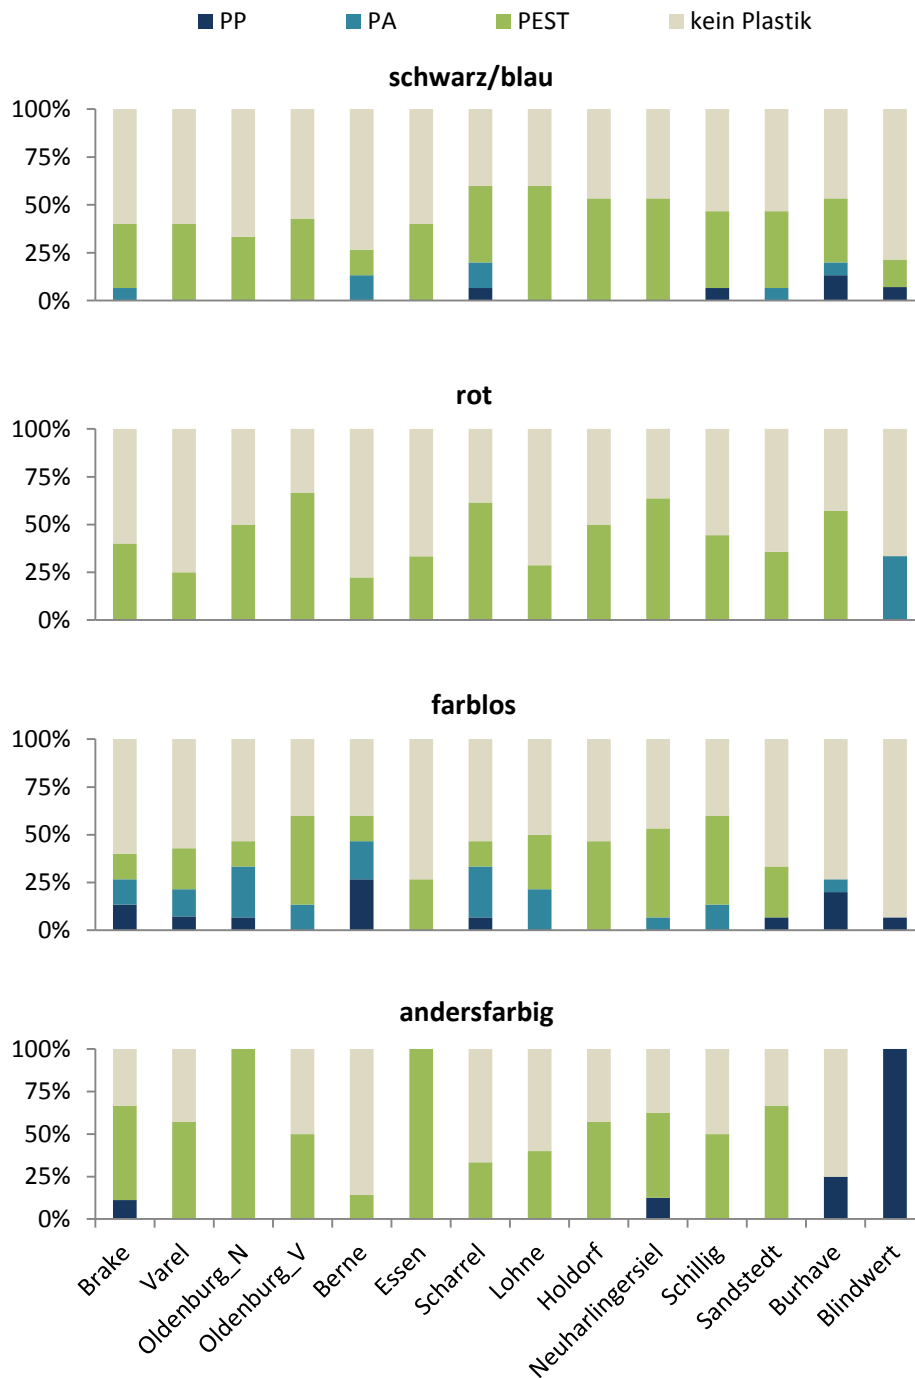 PP PA PEST kein Plastik
schwarz/blau
100%
75%
50%
25%
0%
rot
100%
75%
50%
25%
0%
farblos
100%
75%
50%
25%
0%
andersfarbig
100%
75%
50%
25%
0%
Brake
Varel
Oldenburg_N
Oldenburg_V
Berne
Essen
Scharrel
Lohne
Holdorf
Neuharlingersiel
Schillig
Sandstedt
Burhave
Blindwert